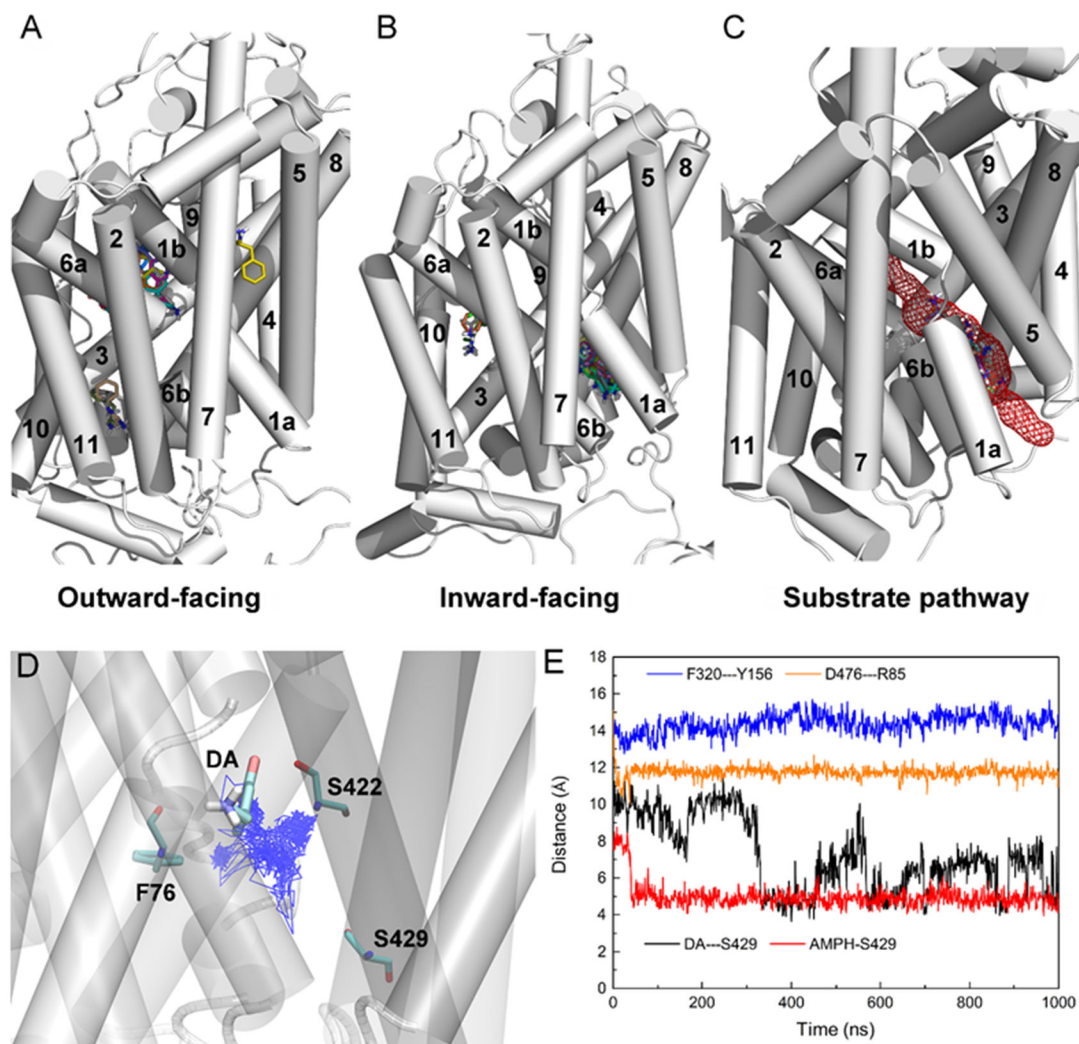 A
B
C
5
8
9
2
1b
6a
4
3
6b
10
7
1a
11
5
8
4
1b
2
9
6a
10
3
7
1a
6b
11
9
8
3
1b
2
6a
4
5
6b
10
1a
11
7
Outward-facing
Inward-facing
Substrate pathway
D
DA
S422
F76
S429
E
18
16
14
12
10
8
6
4
2
0
Distance (Å)
F320---Y156
D476---R85
DA---S429
AMPH-S429
0
200
400
600
800
1000
Time (ns)